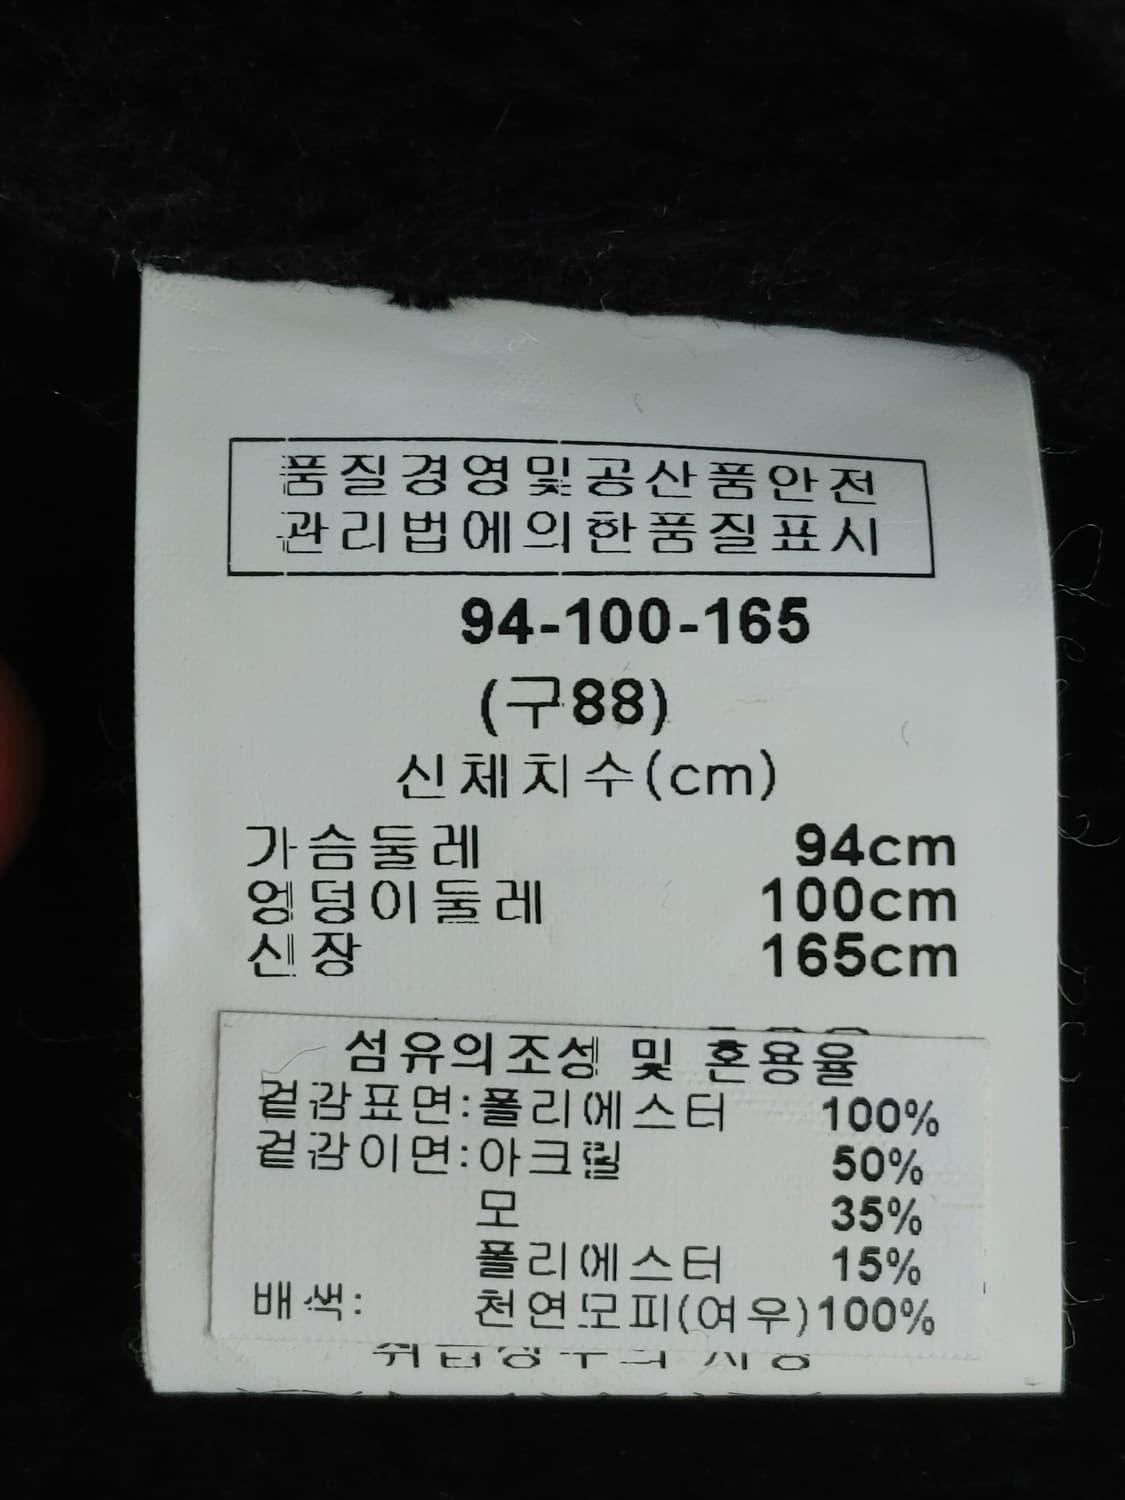 품질경영및공산품안전
관리법에의한품질표시
94-100-165
(구88)
신체치수(cm)
가슴둘레 94cm
엉덩이둘레 100cm
신장 165cm
섬유의조성 및 혼용율
겉감표면:폴리에스터 100%
겉감이면:아크릴 50%
모 35%
폴리에스터 15%
배색: 천연모피(여우)100%